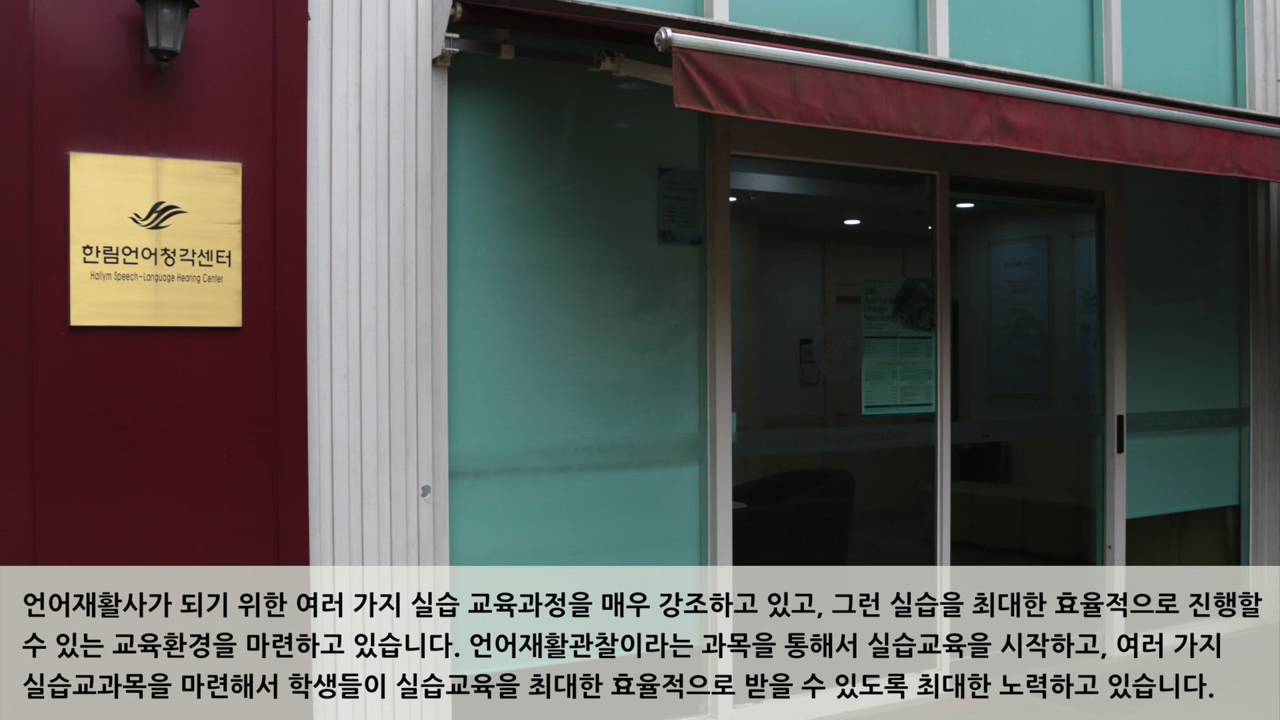 한림언어청각센터
Hallym Speech-Language Hearing Center
언어재활사가 되기 위한 여러 가지 실습 교육과정을 매우 강조하고 있고, 그런 실습을 최대한 효율적으로 진행할
수 있는 교육환경을 마련하고 있습니다. 언어재활관찰이라는 과목을 통해서 실습교육을 시작하고, 여러 가지
실습교과목을 마련해서 학생들이 실습교육을 최대한 효율적으로 받을 수 있도록 최대한 노력하고 있습니다.